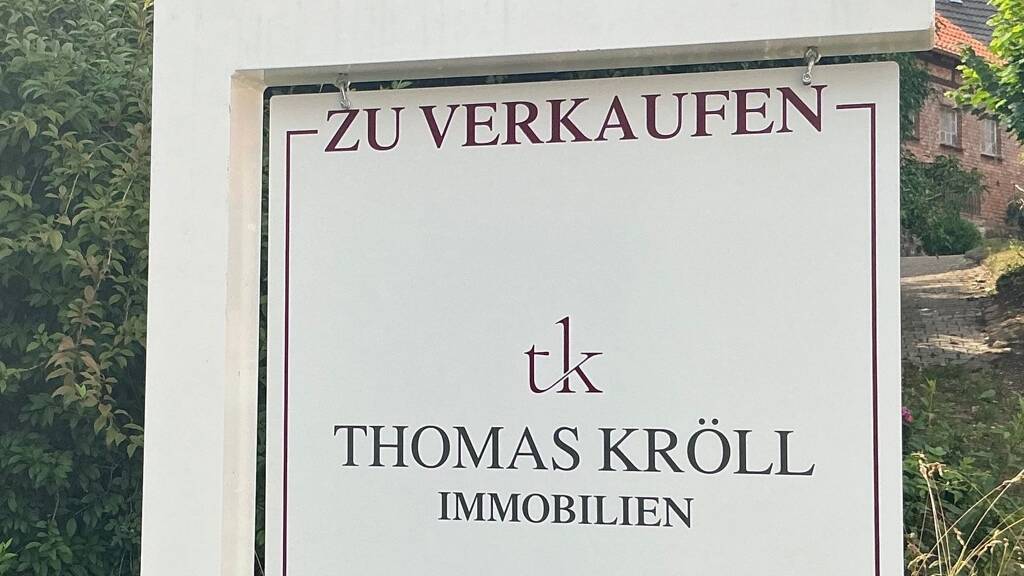 ZU VERKAUFEN
tk
THOMAS KRÖLL
IMMOBILIEN